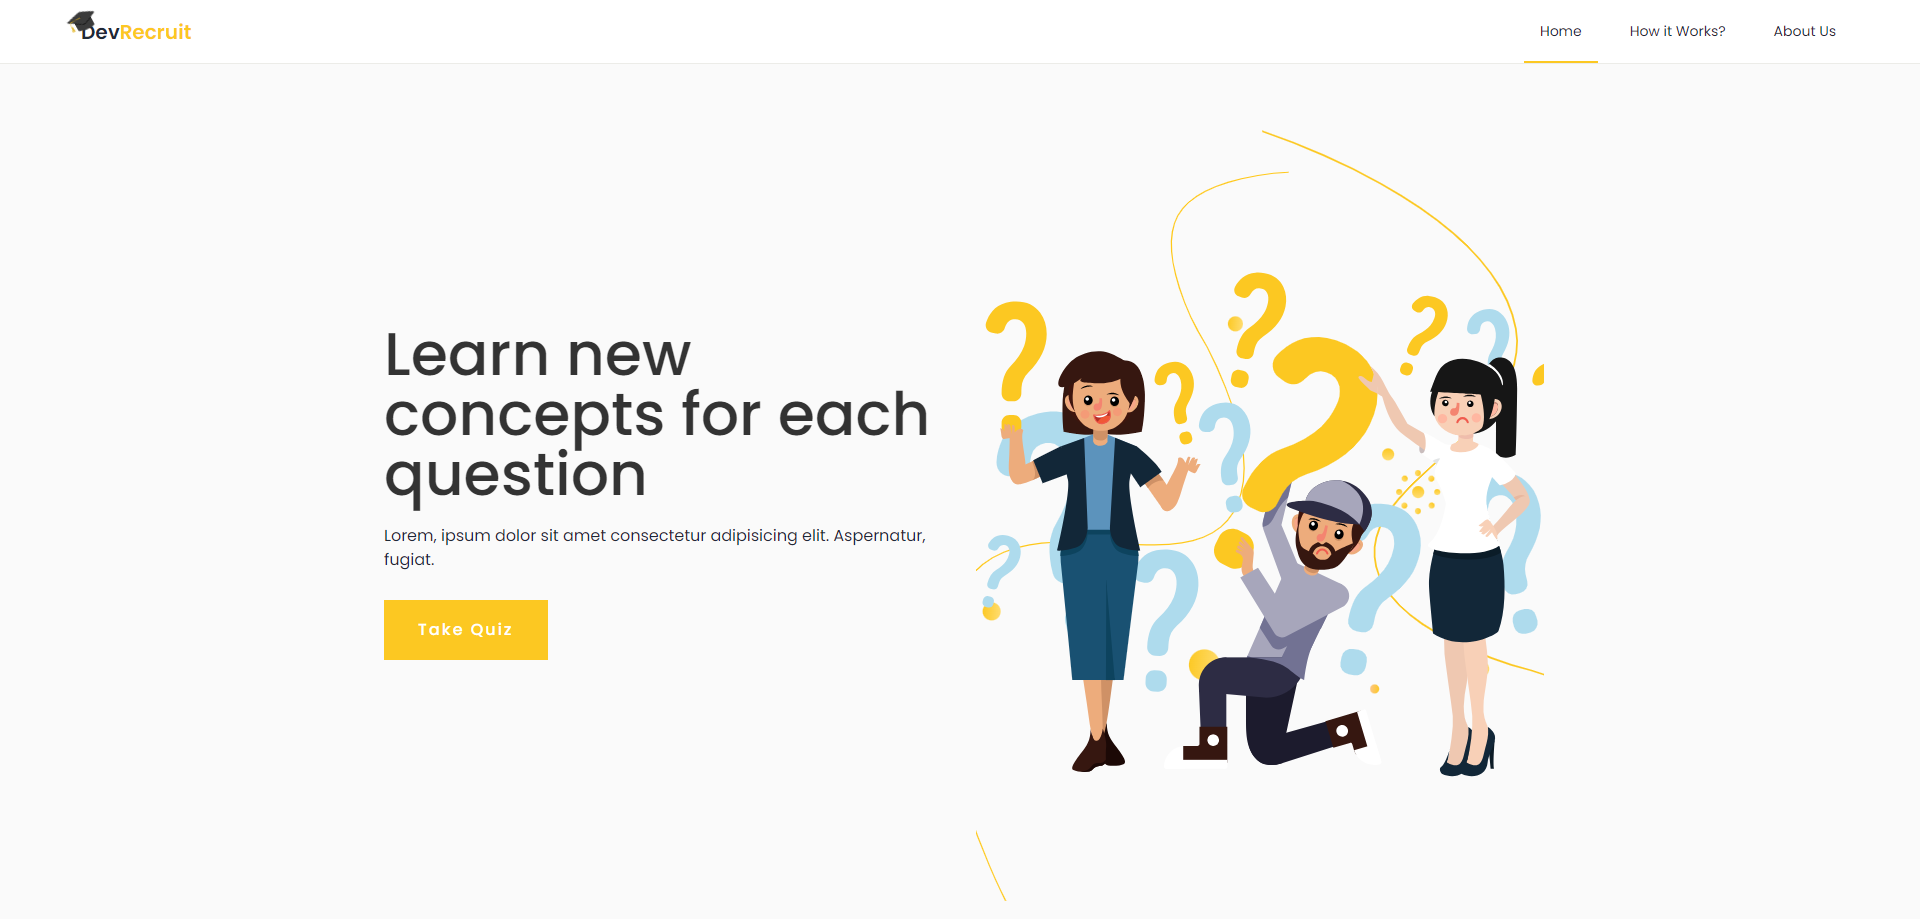 DevRecruit
Home
How it Works?
About Us
Learn new
concepts for each
question
Lorem, ipsum dolor sit amet consectetur adipisicing elit. Aspernatur,
fugiat.
Take Quiz